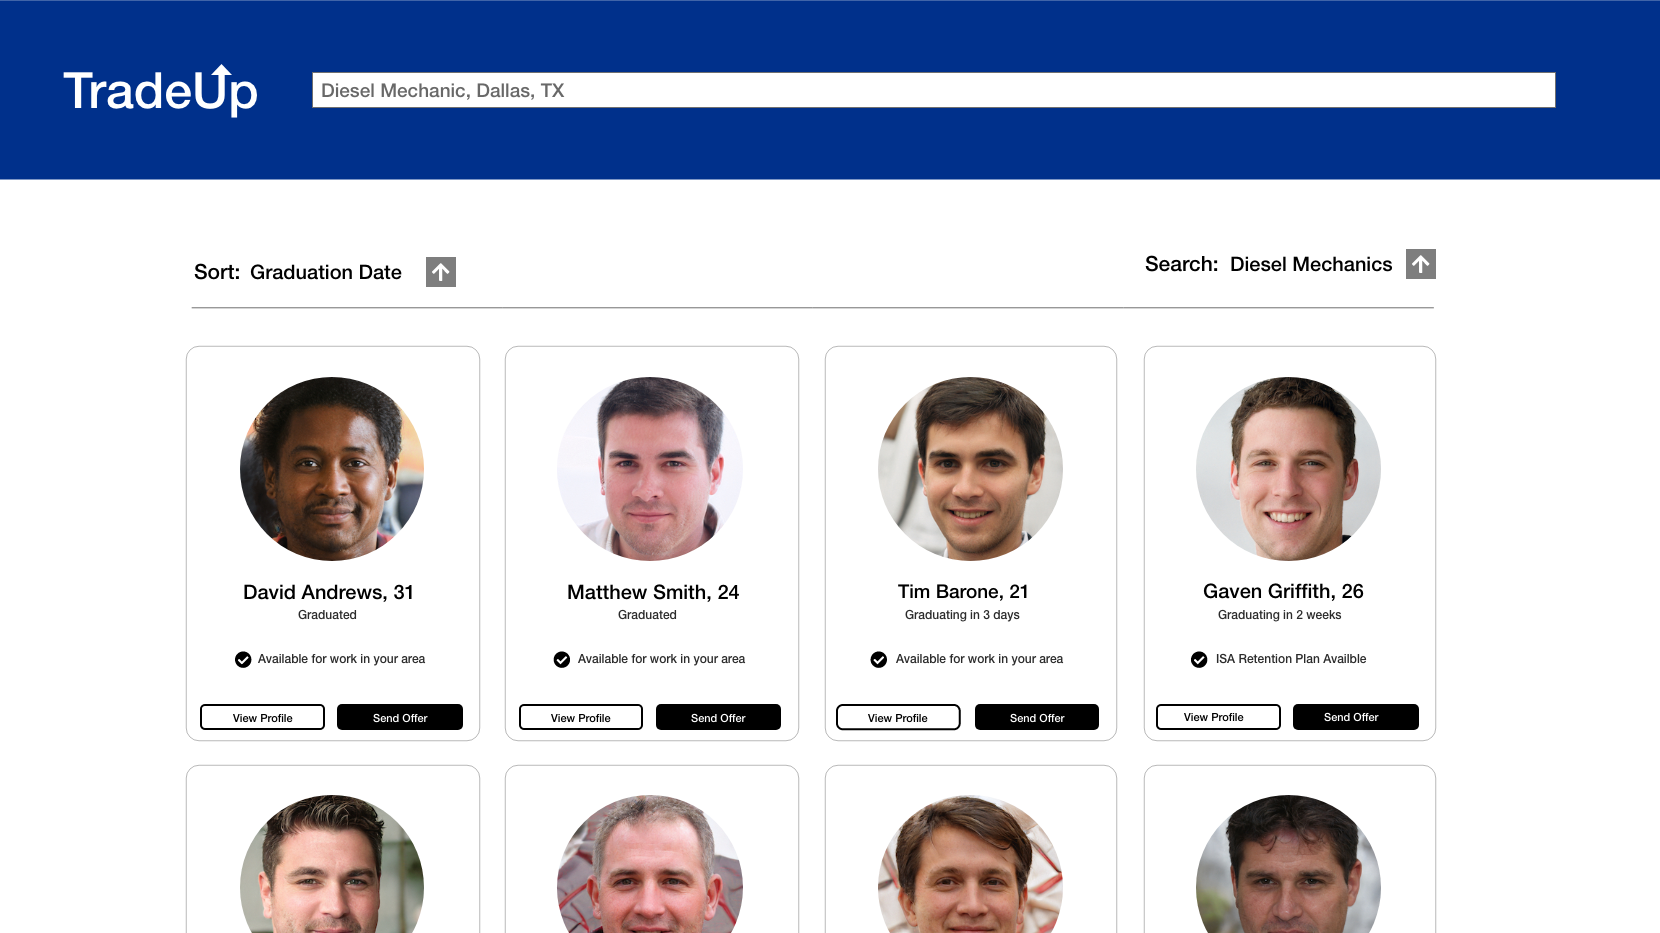 TradeUp
Diesel Mechanic, Dallas, TX
Sort: Graduation Date
Search: Diesel Mechanics
David Andrews, 31
Graduated
Available for work in your area
View Profile
Send Offer
Matthew Smith, 24
Graduated
Available for work in your area
View Profile
Send Offer
Tim Barone, 21
Graduating in 3 days
Available for work in your area
View Profile
Send Offer
Gaven Griffith, 26
Graduating in 2 weeks
ISA Retention Plan Availble
View Profile
Send Offer